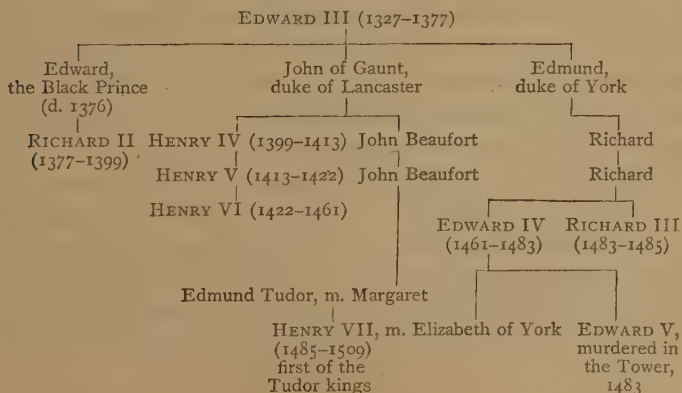 EDWARD III (1327–1377)
Edward, the Black Prince (d. 1376)
John of Gaunt, duke of Lancaster
Edmund, duke of York
RICHARD II (1377–1399)
HENRY IV (1399–1413) John Beaufort
Richard
HENRY V (1413–1422) John Beaufort
Richard
HENRY VI (1422–1461)
EDWARD IV (1461–1483)
RICHARD III (1483–1485)
Edmund Tudor, m. Margaret
HENRY VII, m. Elizabeth of York
(1485–1509)
first of the
Tudor kings
EDWARD V,
murdered in
the Tower,
1483